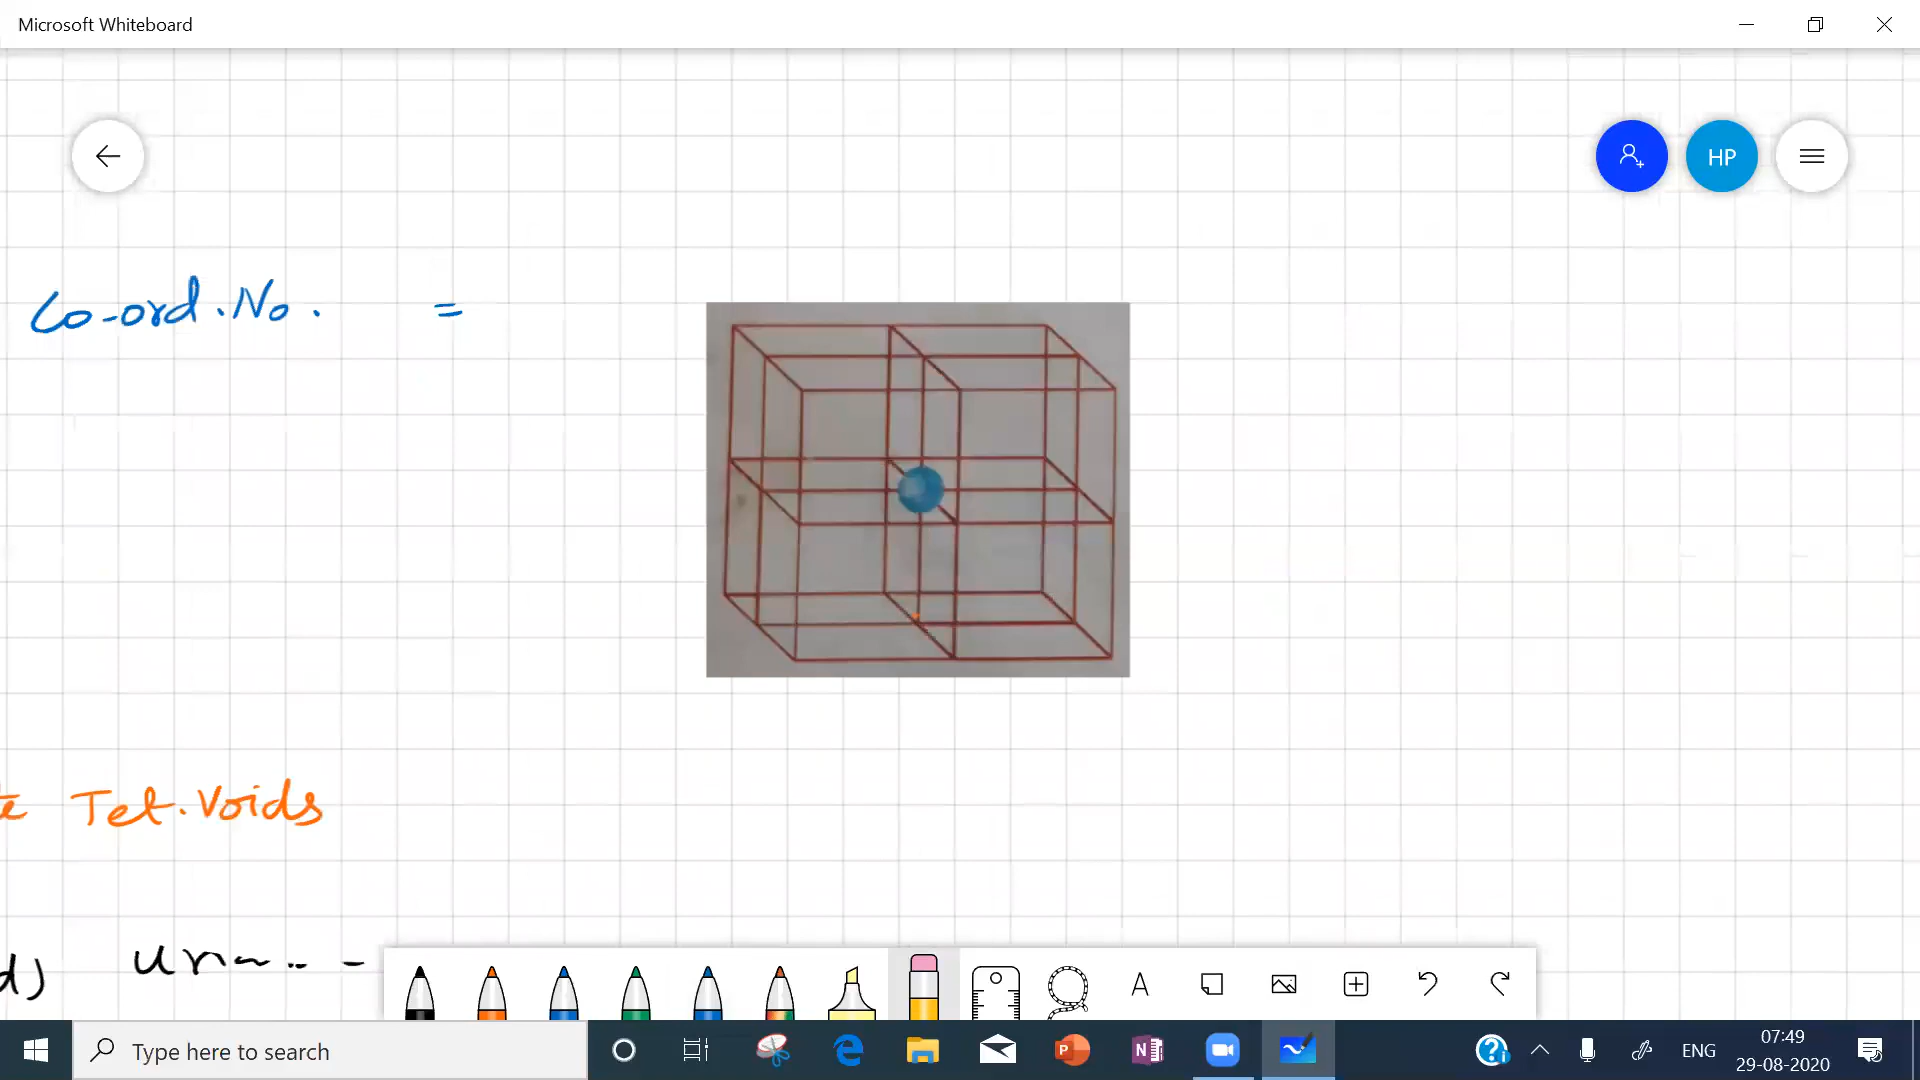 Microsoft Whiteboard
HP
Co-ord.No. =
Tet.Voids
d)
A
Type here to search
ENG
07:49
29-08-2020